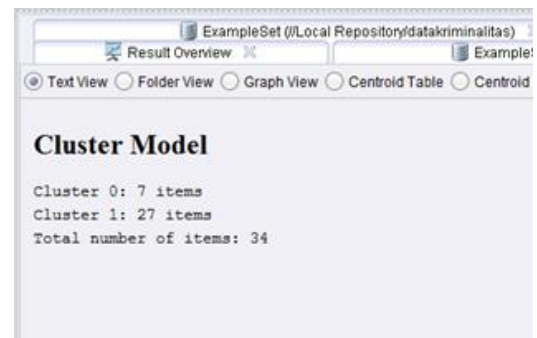 ExampleSet (//Local Repository/datakriminalitas)
Result Overview
Text View Folder View Graph View Centroid Table Centroid
Cluster Model
Cluster 0: 7 items
Cluster 1: 27 items
Total number of items: 34